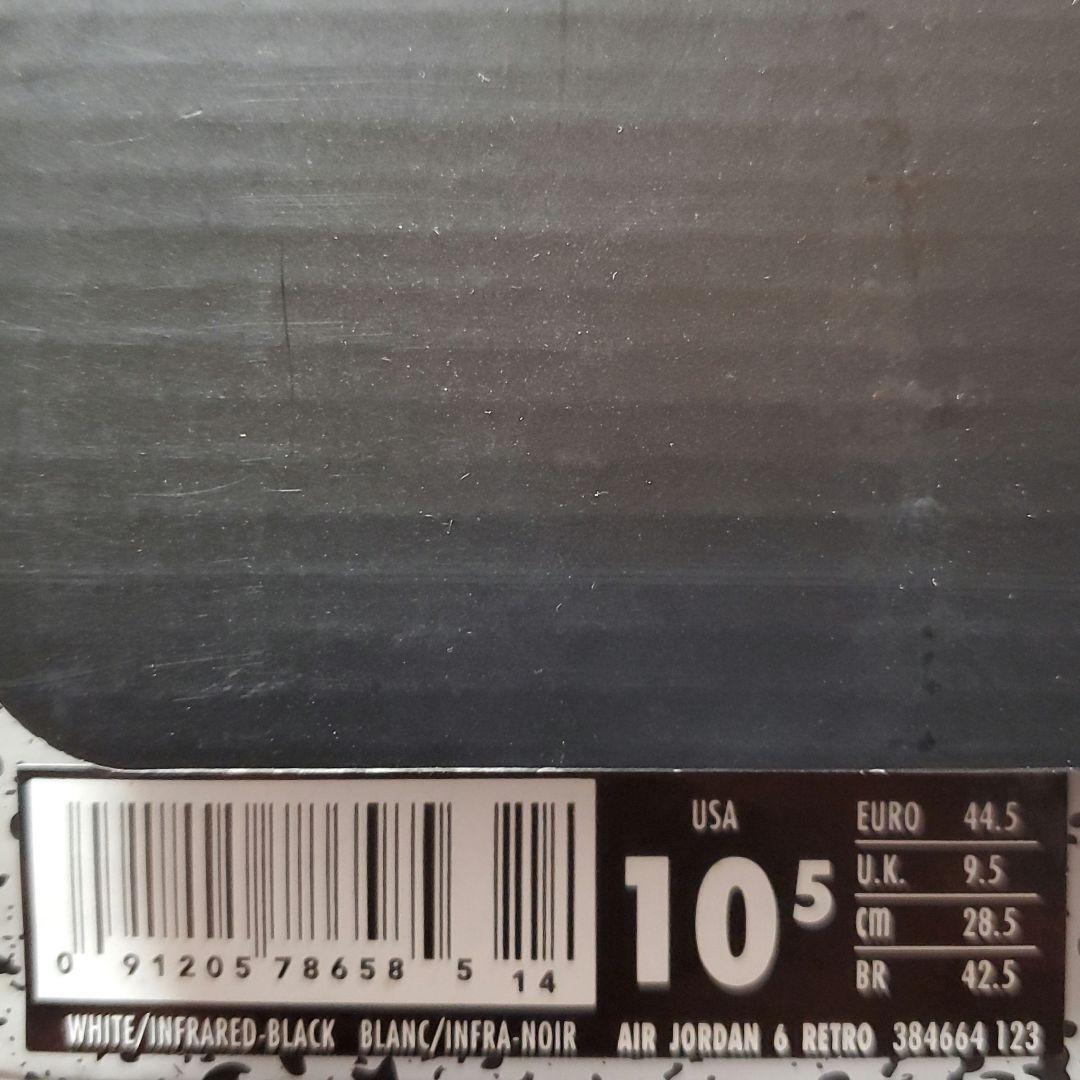 USA
10 5
EURO 44.5
U.K. 9.5
cm 28.5
BR 42.5
0 91205 78658 5 14
WHITE/INFRARED-BLACK BLANC/INFRA-NOIR AIR JORDAN 6 RETRO 384664 123